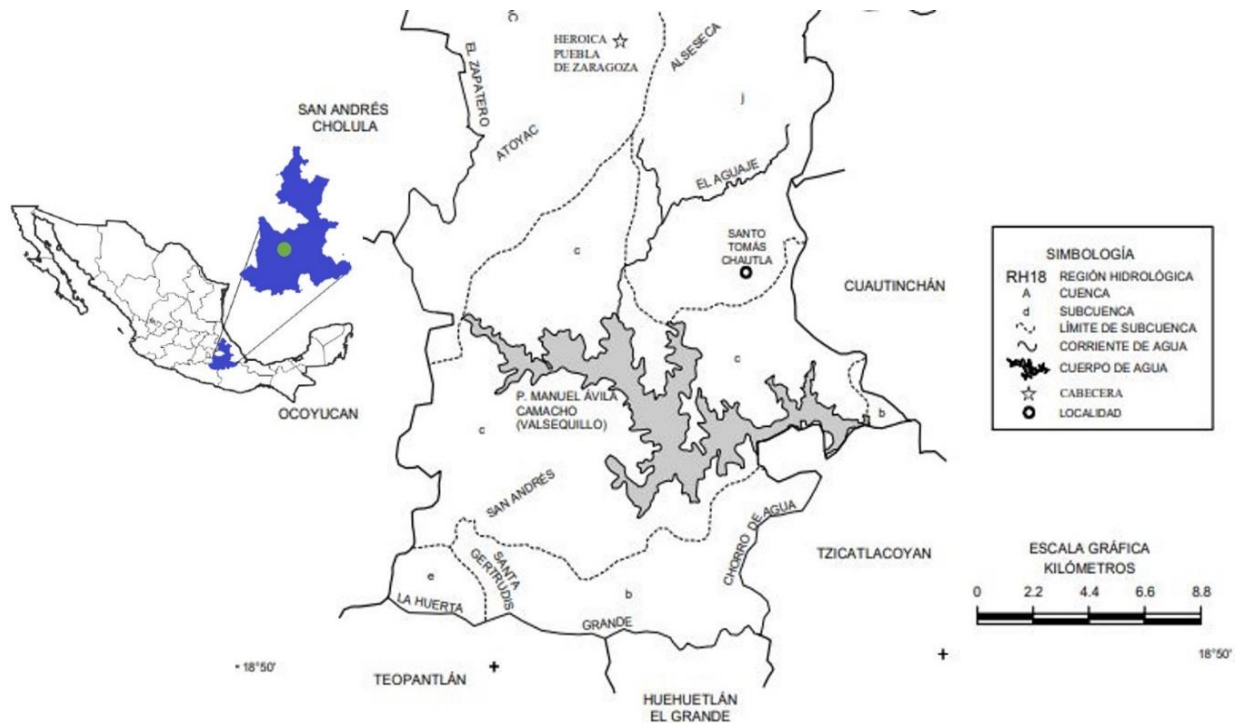 C
HEROICA
PUEBLA
DE ZARAGOZA
EL ZAPATERO
ALSESECA
j
SAN ANDRÉS
CHOLULA
ATOYAC
EL AGUAJE
SANTO
TOMÁS
CHAUTLA
c
CUAUTINCHÁN
SIMBOLOGÍA
RH18 REGIÓN HIDROLÓGICA
A CUENCA
d SUBCUENCA
LÍMITE DE SUBCUENCA
CORRIENTE DE AGUA
CUERPO DE AGUA
CABECERA
LOCALIDAD
c
OCOYUCAN
P. MANUEL ÁVILA
CAMACHO
(VALSEQUILLO)
b
c
SAN ANDRÉS
CHORRO DE AGUA
TZICATLACOYAN
ESCALA GRÁFICA
KILÓMETROS
0 2.2 4.4 6.6 8.8
SANTA
GERTRUDIS
e
b
LA HUERTA
GRANDE
18°50'
18°50'
TEOPANTLÁN
HUEHUETLÁN
EL GRANDE